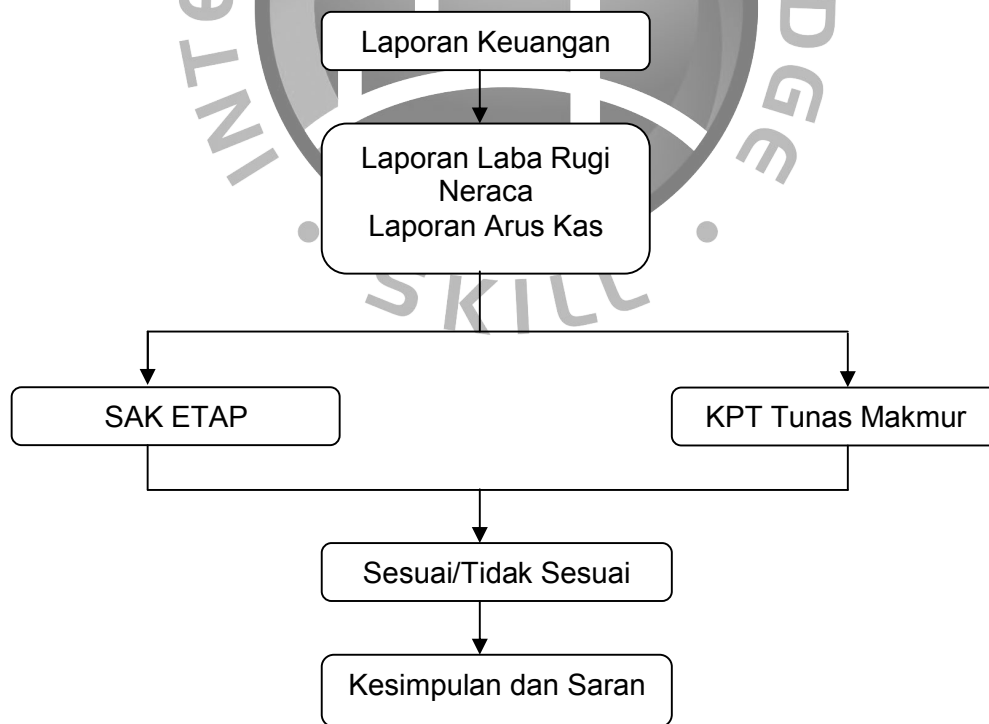 Laporan Keuangan
Laporan Laba Rugi
Neraca
Laporan Arus Kas
SKILL
SAK ETAP
KPT Tunas Makmur
Sesuai/Tidak Sesuai
Kesimpulan dan Saran